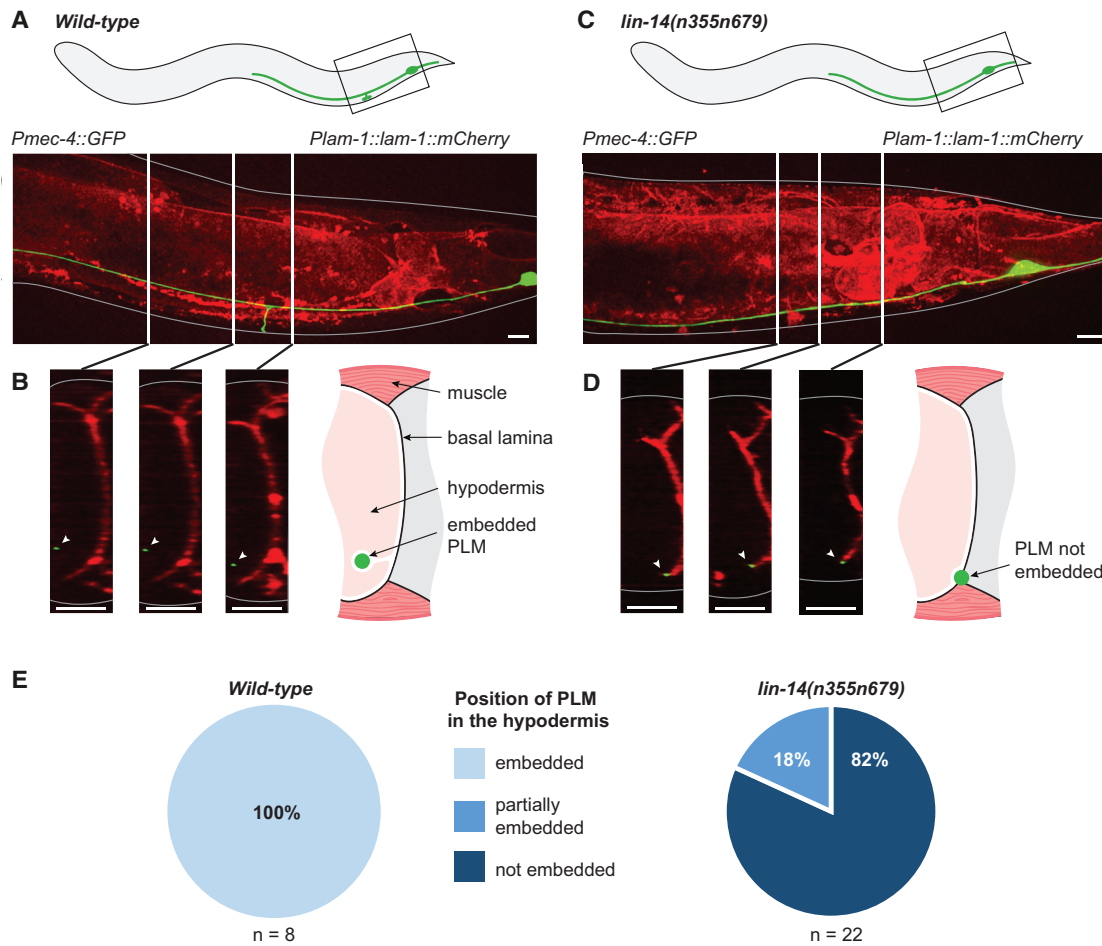 A
Wild-type
Pmec-4::GFP
Plam-1::lam-1::mCherry
B
muscle
basal lamina
hypodermis
embedded
PLM
C
lin-14(n355n679)
Pmec-4::GFP
Plam-1::lam-1::mCherry
D
PLM not
embedded
E
Wild-type
100%
n = 8
Position of PLM
in the hypodermis
embedded
partially
embedded
not embedded
lin-14(n355n679)
18%
82%
n = 22